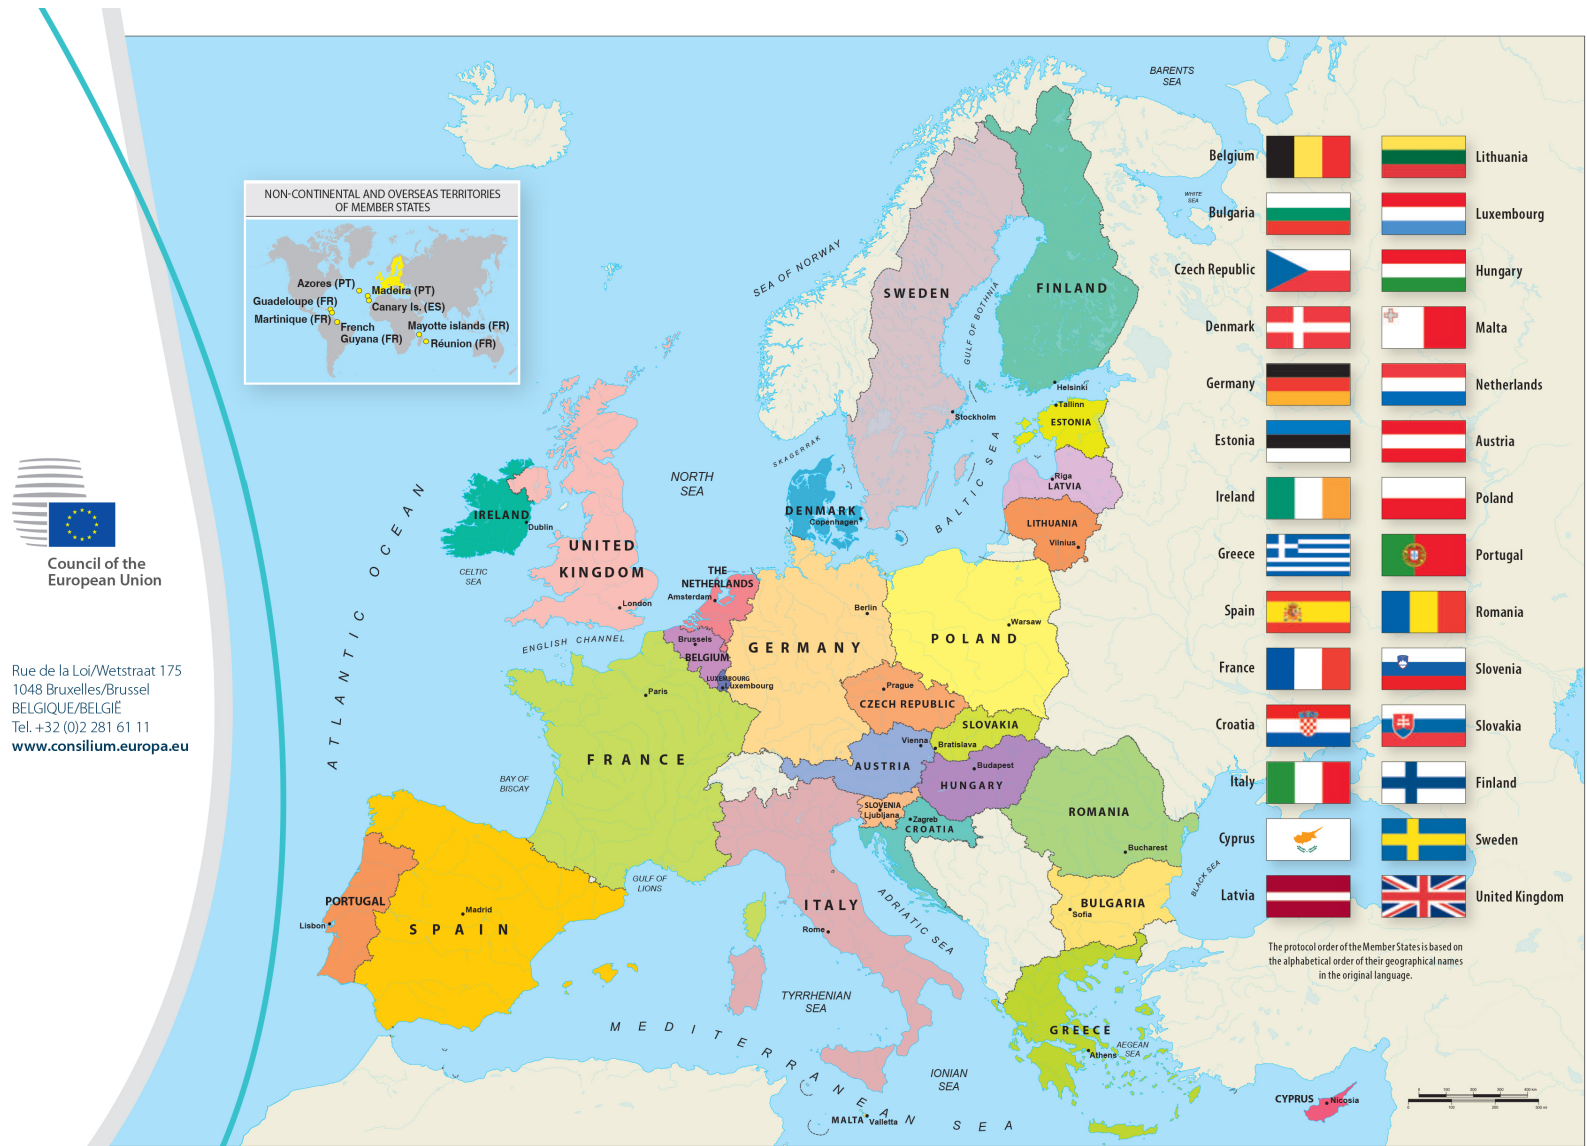 BARENTS
SEA
WHITE
SEA
NON-CONTINENTAL AND OVERSEAS TERRITORIES
OF MEMBER STATES
Azores (PT)
Madeira (PT)
Guadeloupe (FR)
Canary Is. (ES)
Martinique (FR)
French
Guyana (FR)
Mayotte islands (FR)
Réunion (FR)
SEA OF NORWAY
SWEDEN
FINLAND
GULF OF BOTHNIA
Helsinki
Tallinn
Stockholm
ESTONIA
SKAGERRAK
BALTIC SEA
NORTH
SEA
Riga
LATVIA
DENMARK
Copenhagen
LITHUANIA
Vilnius
IRELAND
Dublin
UNITED
KINGDOM
London
CELTIC
SEA
ATLANTIC OCEAN
THE
NETHERLANDS
Amsterdam
Berlin
Warsaw
ENGLISH CHANNEL
Brussels
BELGIUM
GERMANY
POLAND
LUXEMBOURG
Luxembourg
Paris
Prague
CZECH REPUBLIC
SLOVAKIA
Vienna
Bratislava
FRANCE
AUSTRIA
Budapest
HUNGARY
BAY OF
BISCAY
SLOVENIA
Ljubljana
Zagreb
CROATIA
ROMANIA
Bucharest
BLACK SEA
GULF OF
LIONS
PORTUGAL
Lisbon
Madrid
SPAIN
ITALY
Rome
ADRIATIC SEA
BULGARIA
Sofia
TYRRHENIAN
SEA
MEDITERRANEAN SEA
GREECE
Athens
AEGEAN
SEA
IONIAN
SEA
MALTA
Valletta
CYPRUS
Nicosia
Belgium
Lithuania
Bulgaria
Luxembourg
Czech Republic
Hungary
Denmark
Malta
Germany
Netherlands
Estonia
Austria
Ireland
Poland
Greece
Portugal
Spain
Romania
France
Slovenia
Croatia
Slovakia
Italy
Finland
Cyprus
Sweden
Latvia
United Kingdom
The protocol order of the Member States is based on
the alphabetical order of their geographical names
in the original language.
Council of the
European Union
Rue de la Loi/Wetstraat 175
1048 Bruxelles/Brussel
BELGIQUE/BELGIË
Tel. +32 (0)2 281 61 11
www.consilium.europa.eu